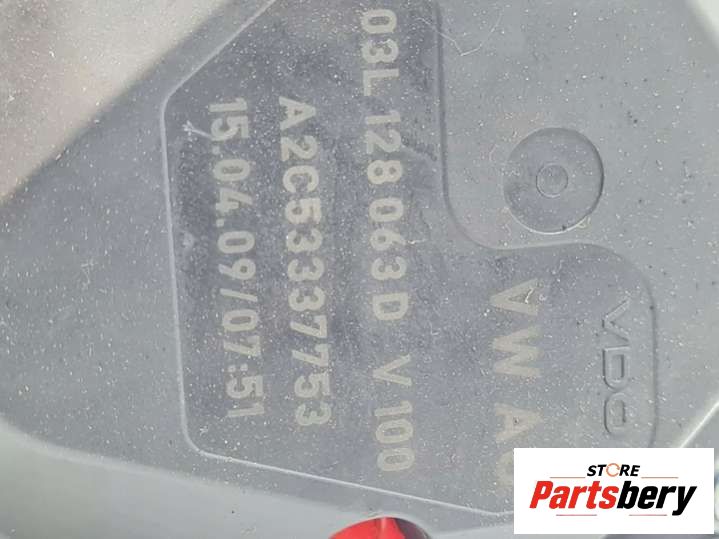 VDO
VW AG
03L 128 063 D V 100
A2C53337753
15.04.09/07:51
STORE
Partsbery